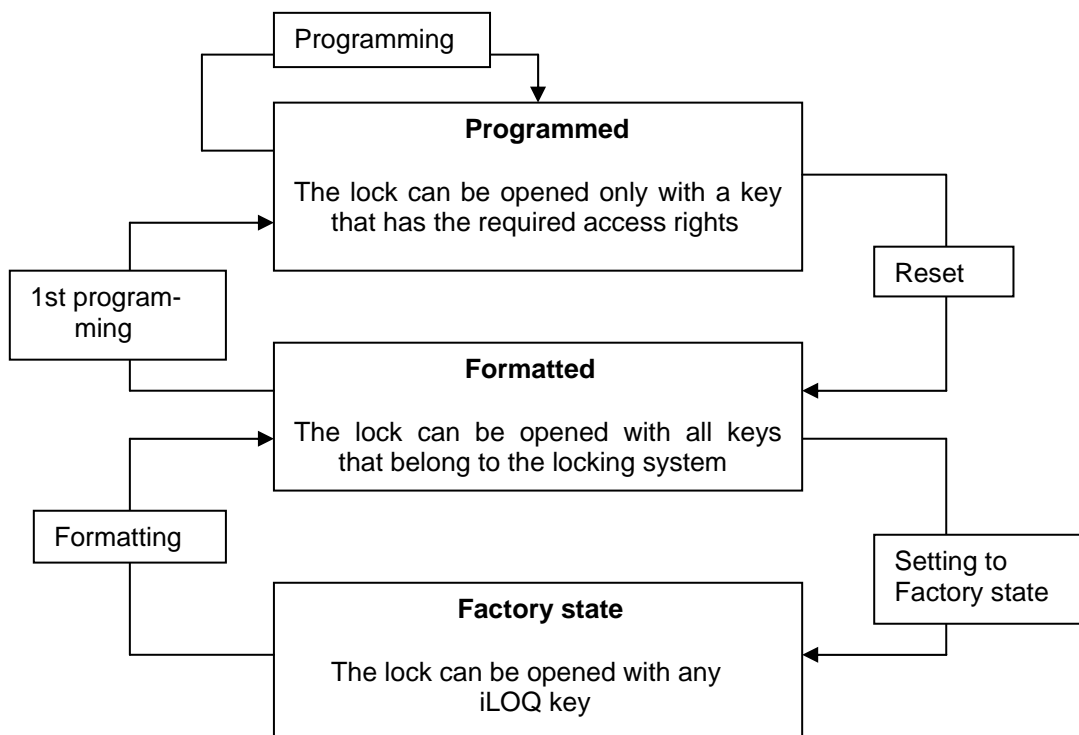 Programming
Programmed
The lock can be opened only with a key
that has the required access rights
1st program-
ming
Reset
Formatted
The lock can be opened with all keys
that belong to the locking system
Formatting
Setting to
Factory state
Factory state
The lock can be opened with any
iLOQ key